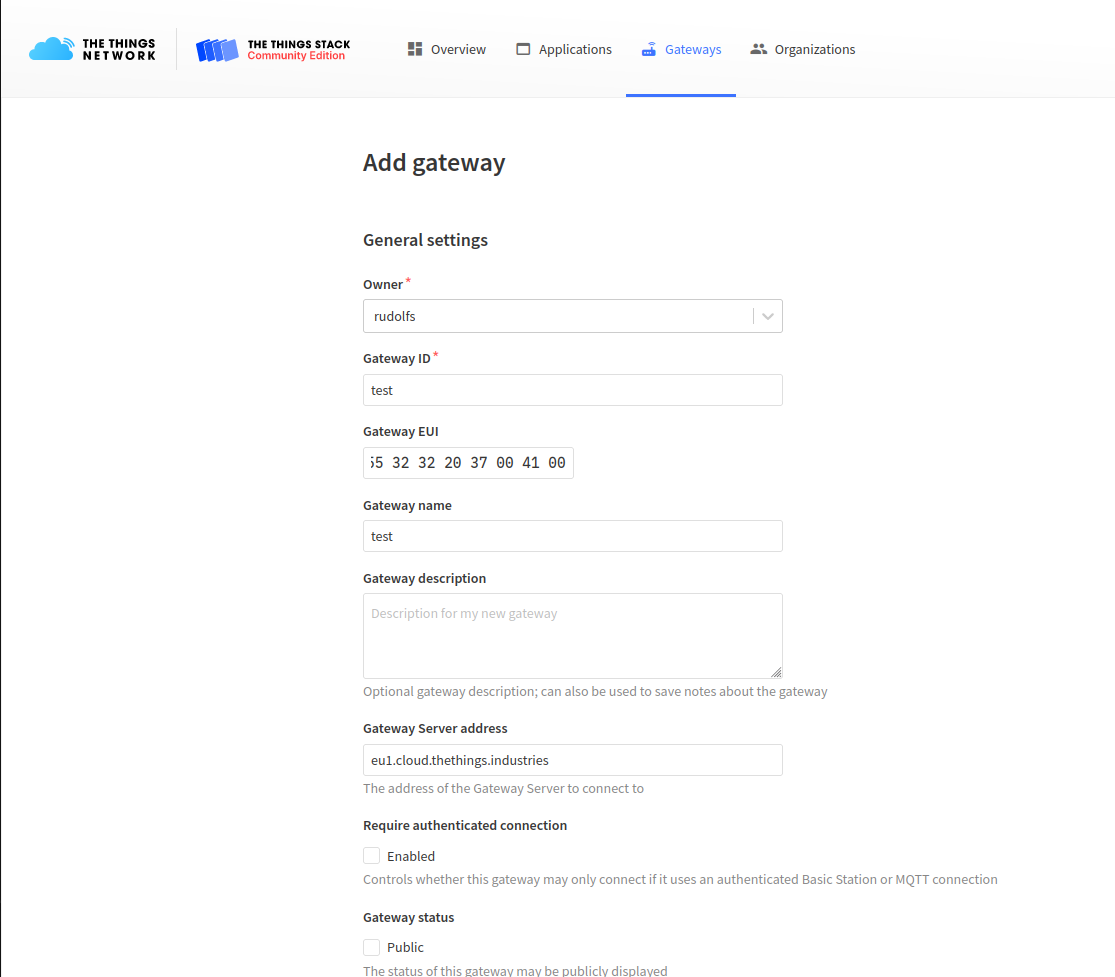 THE THINGS
NETWORK
THE THINGS STACK
Community Edition
Overview
Applications
Gateways
Organizations
Add gateway
General settings
Owner*
rudolfs
Gateway ID*
test
Gateway EUI
55 32 32 20 37 00 41 00
Gateway name
test
Gateway description
Description for my new gateway
Optional gateway description; can also be used to save notes about the gateway
Gateway Server address
eu1.cloud.thethings.industries
The address of the Gateway Server to connect to
Require authenticated connection
Enabled
Controls whether this gateway may only connect if it uses an authenticated Basic Station or MQTT connection
Gateway status
Public
The status of this gateway may be publicly displayed